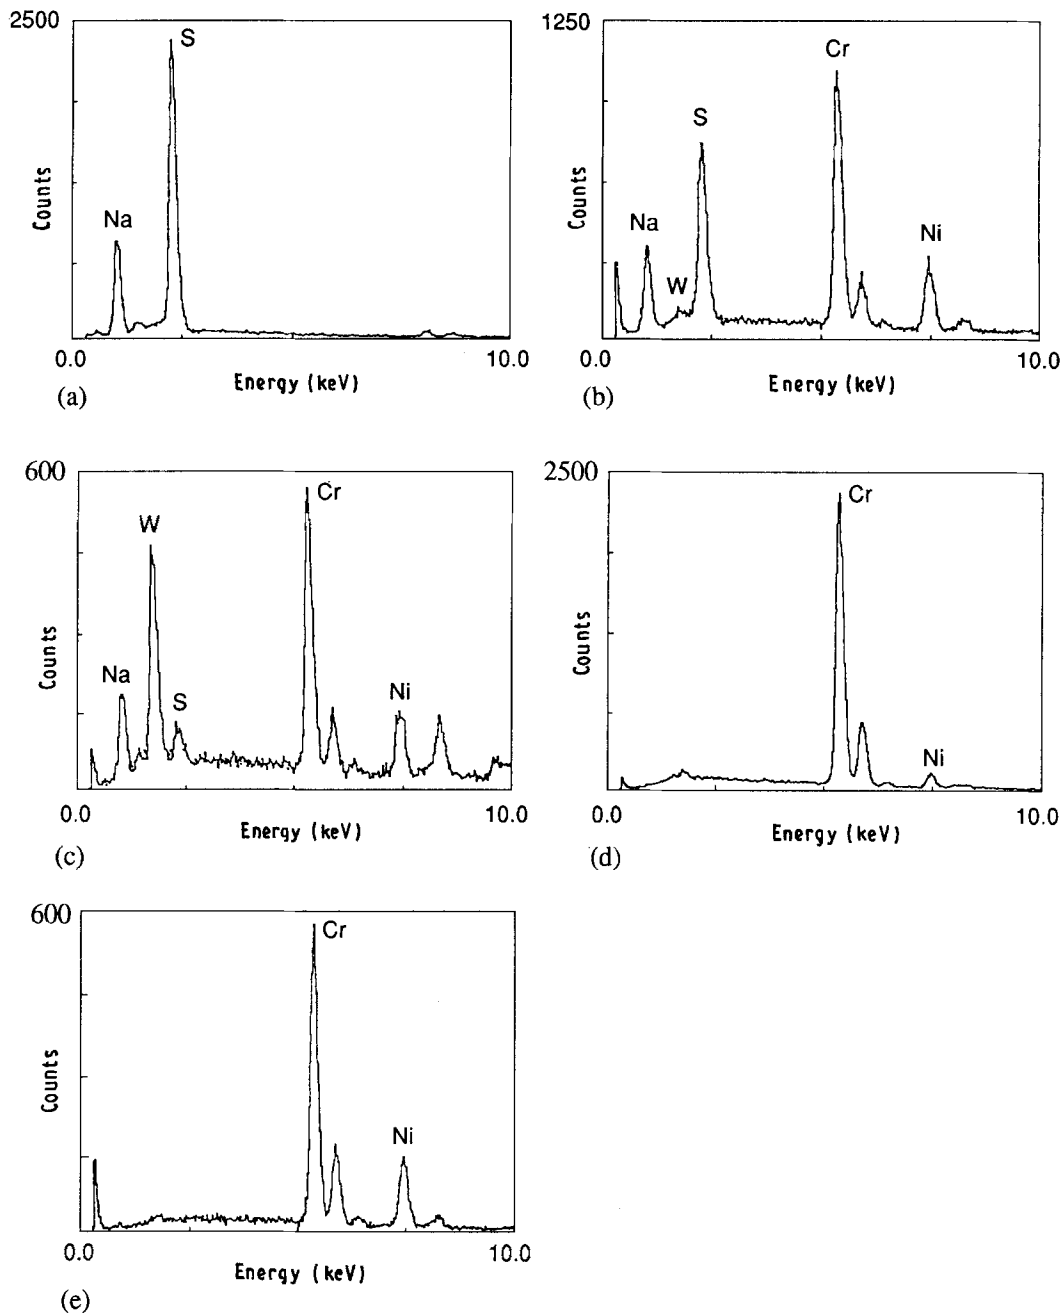 2500
S
Na
Counts
0.0
10.0
Energy (keV)
(a)
1250
Cr
S
Na
W
Ni
Counts
0.0
10.0
Energy (keV)
(b)
600
Cr
W
Na
S
Ni
Counts
0.0
10.0
Energy (keV)
(c)
2500
Cr
Ni
Counts
0.0
10.0
Energy (keV)
(d)
600
Cr
Ni
Counts
0.0
10.0
Energy (keV)
(e)